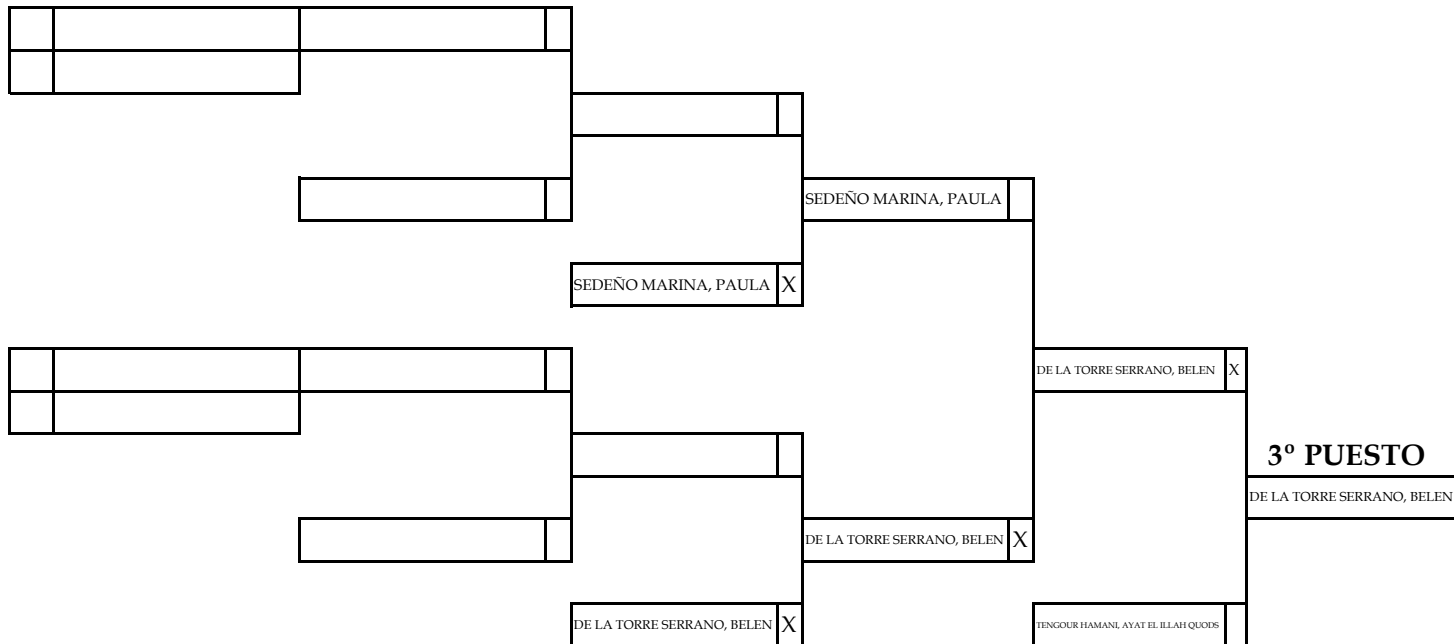 SEDEÑO MARINA, PAULA
SEDEÑO MARINA, PAULA X
DE LA TORRE SERRANO, BELEN X
3º PUESTO
DE LA TORRE SERRANO, BELEN
DE LA TORRE SERRANO, BELEN X
DE LA TORRE SERRANO, BELEN X
TENGOUR HAMANI, AYAT EL ILLAH QUODS